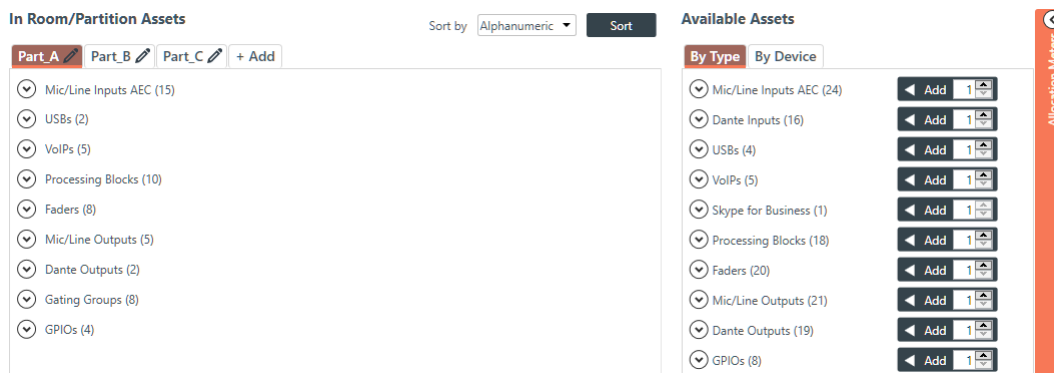 In Room/Partition Assets
Sort by Alphanumeric Sort
Part_A Part_B Part_C + Add
Mic/Line Inputs AEC (15)
USBs (2)
VoIPs (5)
Processing Blocks (10)
Faders (8)
Mic/Line Outputs (5)
Dante Outputs (2)
Gating Groups (8)
GPIOs (4)
Available Assets
By Type By Device
Mic/Line Inputs AEC (24) Add 1
Dante Inputs (16) Add 1
USBs (4) Add 1
VoIPs (5) Add 1
Skype for Business (1) Add 1
Processing Blocks (18) Add 1
Faders (20) Add 1
Mic/Line Outputs (21) Add 1
Dante Outputs (19) Add 1
GPIOs (8) Add 1
Allocation Meters